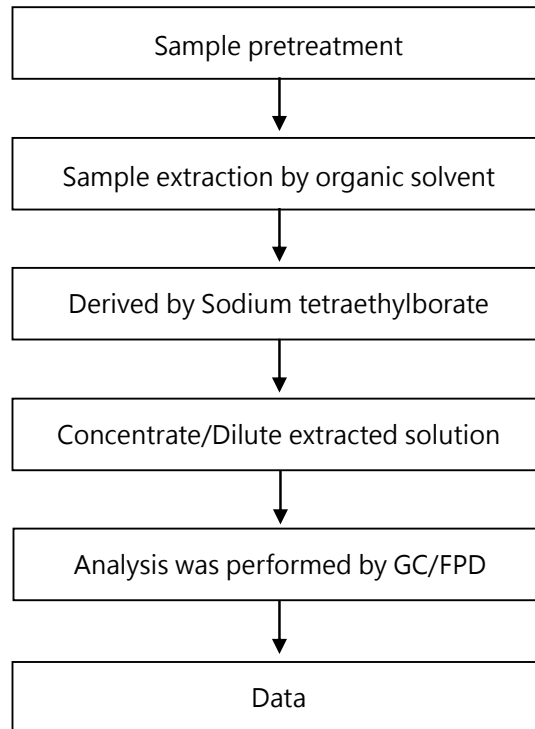 Sample pretreatment
Sample extraction by organic solvent
Derived by Sodium tetraethylborate
Concentrate/Dilute extracted solution
Analysis was performed by GC/FPD
Data